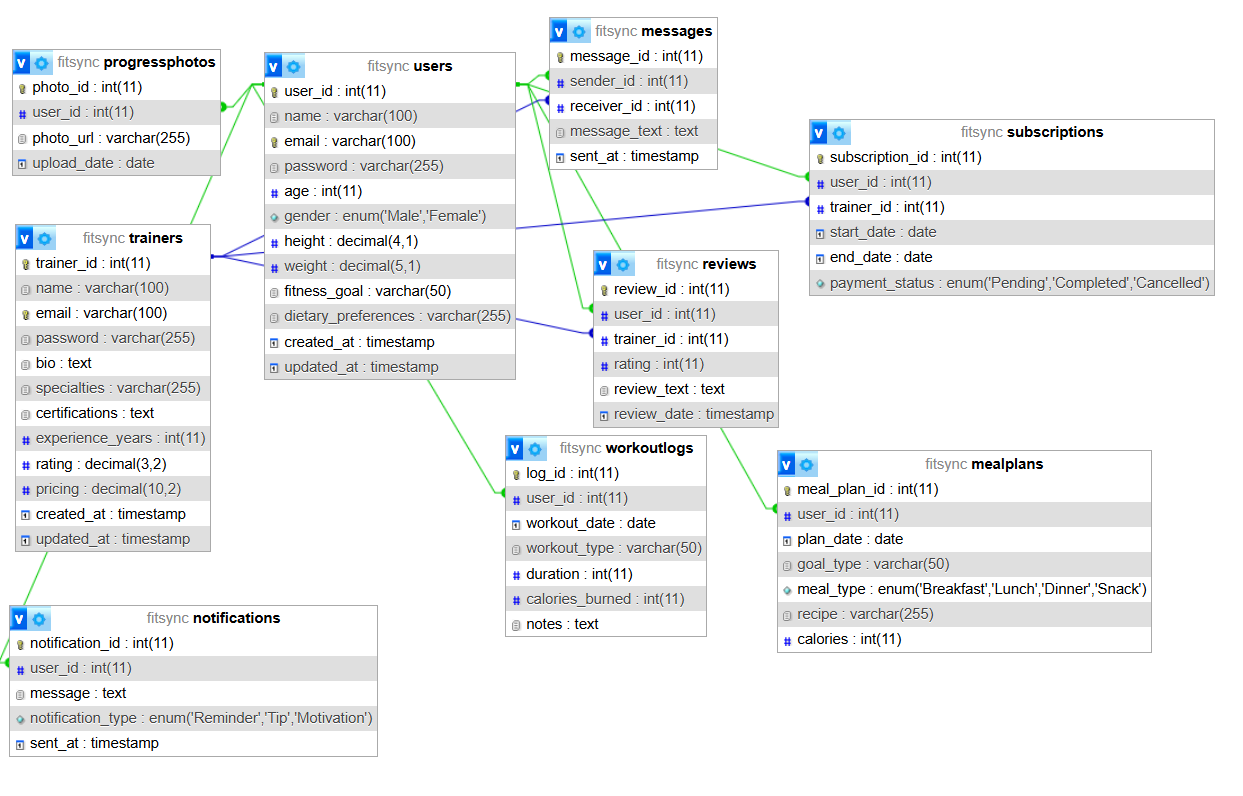 fitsync progressphotos
photo_id : int(11)
user_id : int(11)
photo_url : varchar(255)
upload_date : date
fitsync users
user_id : int(11)
name : varchar(100)
email : varchar(100)
password : varchar(255)
age : int(11)
gender : enum('Male','Female')
height : decimal(4,1)
weight : decimal(5,1)
fitness_goal : varchar(50)
dietary_preferences : varchar(255)
created_at : timestamp
updated_at : timestamp
fitsync messages
message_id : int(11)
sender_id : int(11)
receiver_id : int(11)
message_text : text
sent_at : timestamp
fitsync subscriptions
subscription_id : int(11)
user_id : int(11)
trainer_id : int(11)
start_date : date
end_date : date
payment_status : enum('Pending','Completed','Cancelled')
fitsync trainers
trainer_id : int(11)
name : varchar(100)
email : varchar(100)
password : varchar(255)
bio : text
specialties : varchar(255)
certifications : text
experience_years : int(11)
rating : decimal(3,2)
pricing : decimal(10,2)
created_at : timestamp
updated_at : timestamp
fitsync reviews
review_id : int(11)
user_id : int(11)
trainer_id : int(11)
rating : int(11)
review_text : text
review_date : timestamp
fitsync workoutlogs
log_id : int(11)
user_id : int(11)
workout_date : date
workout_type : varchar(50)
duration : int(11)
calories_burned : int(11)
notes : text
fitsync mealplans
meal_plan_id : int(11)
user_id : int(11)
plan_date : date
goal_type : varchar(50)
meal_type : enum('Breakfast','Lunch','Dinner','Snack')
recipe : varchar(255)
calories : int(11)
fitsync notifications
notification_id : int(11)
user_id : int(11)
message : text
notification_type : enum('Reminder','Tip','Motivation')
sent_at : timestamp